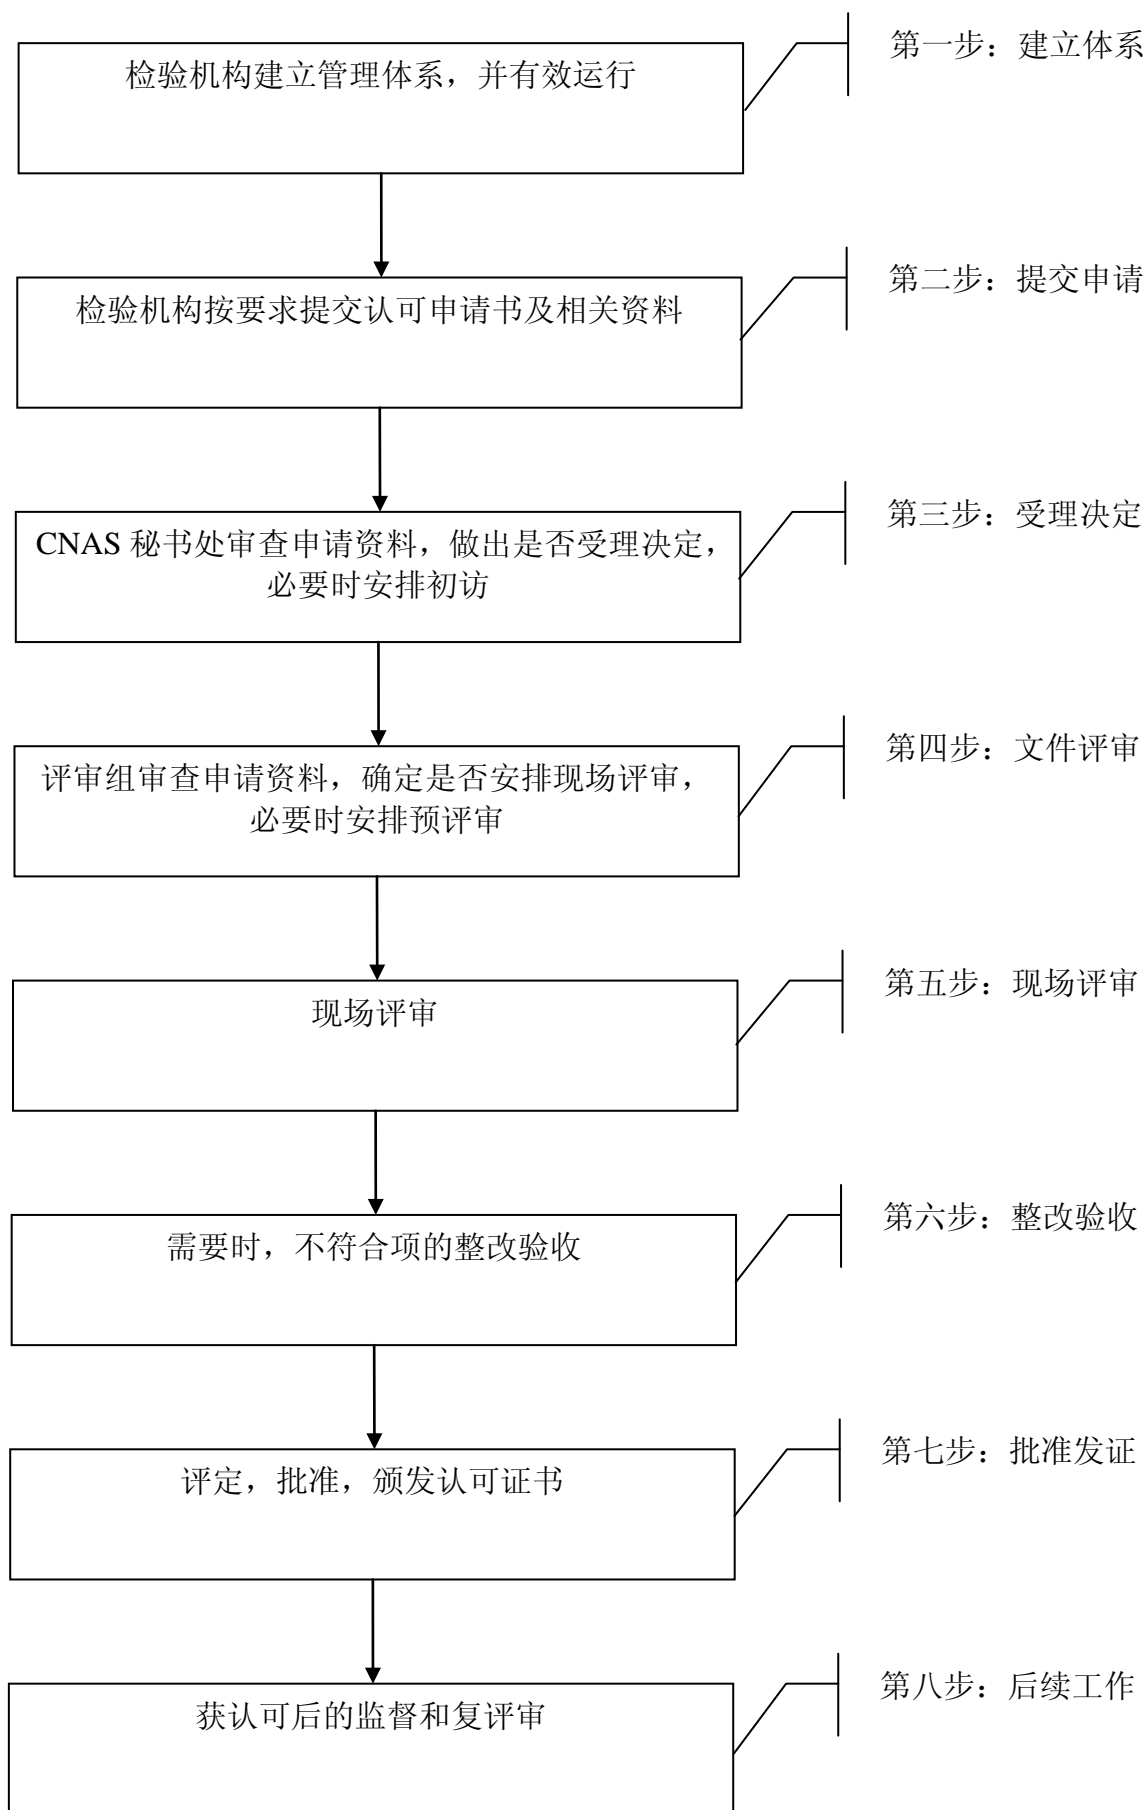 第一步：建立体系
检验机构建立管理体系，并有效运行
第二步：提交申请
检验机构按要求提交认可申请书及相关资料
第三步：受理决定
CNAS 秘书处审查申请资料，做出是否受理决定，
必要时安排初访
第四步：文件评审
评审组审查申请资料，确定是否安排现场评审，
必要时安排预评审
第五步：现场评审
现场评审
第六步：整改验收
需要时，不符合项的整改验收
第七步：批准发证
评定，批准，颁发认可证书
第八步：后续工作
获认可后的监督和复评审